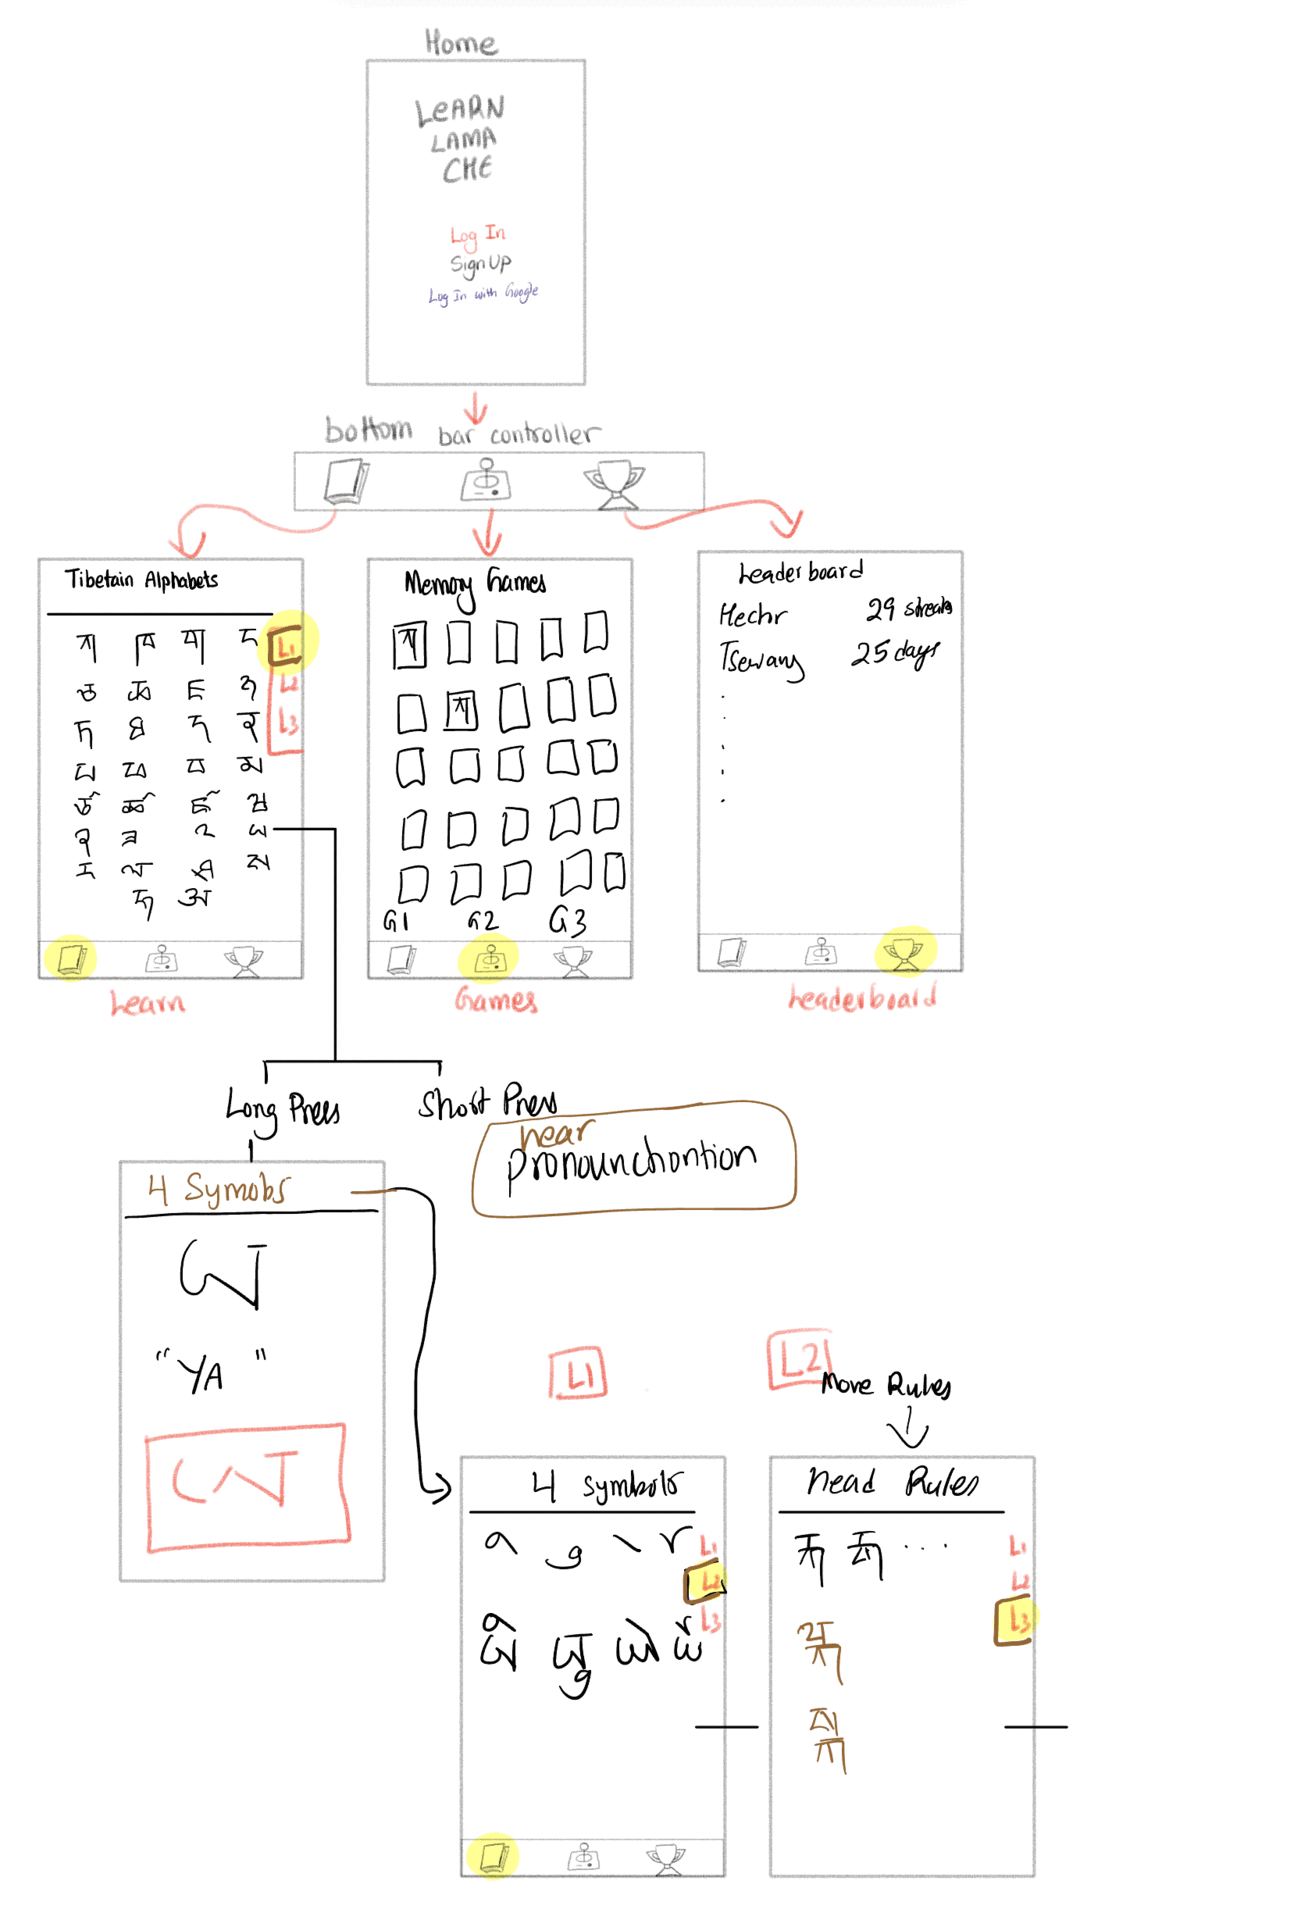 Home
LEARN
LAMA
CHE
Log In
Sign Up
Log In with Google
bottom bar controller
Tibetain Alphabets
ཀ ཁ ག ང L1
ཅ ཆ ཇ ཉ L2
ཏ ཐ ད ན L3
པ ཕ བ མ
ཙ ཚ ཛ ཝ
ཞ ཟ འ ཡ
ར ལ ཤ ས
ཧ ཨ
Learn
Memory Games
ཀ
ཀ
G1 G2 G3
Games
Leaderboard
Hechr 29 streaks
Tsewang 25 days
Leaderboard
Long Press
Short Press
hear
pronounchontion
4 Symobs
ཡ
"YA"
ཡ
L1
L2
More Rules
4 Symbols
ི ུ ེ ོ L1
L2
ཡི ཡུ ཡེ ཡོ L3
head Rules
རྐ རྒ ... L1
L2
L3